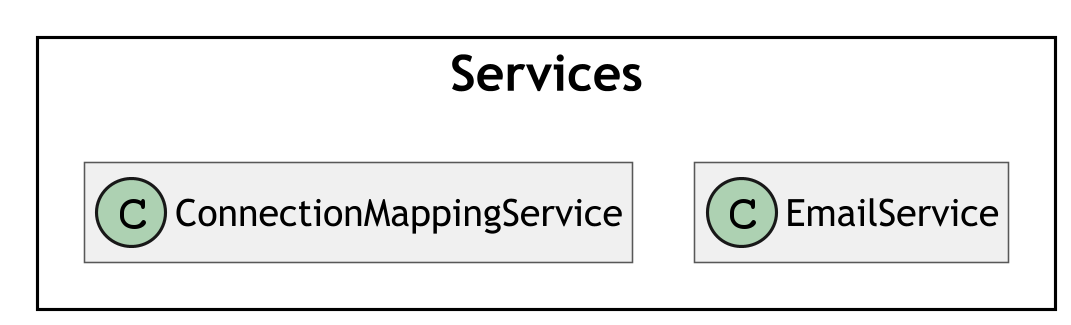 Services
C ConnectionMappingService
C EmailService